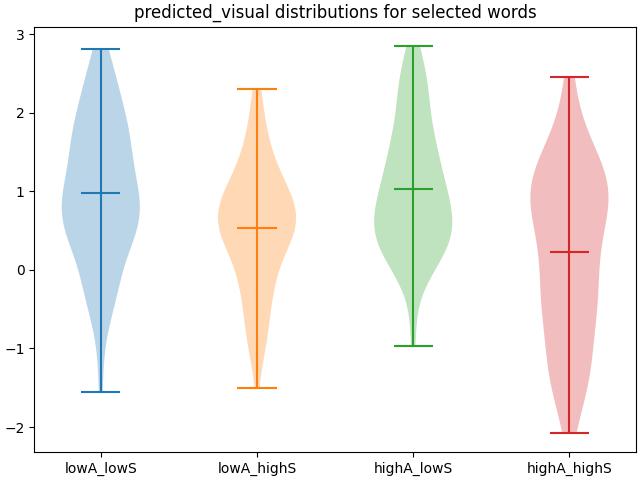 predicted_visual distributions for selected words
3
2
1
0
−1
−2
lowA_lowS
lowA_highS
highA_lowS
highA_highS